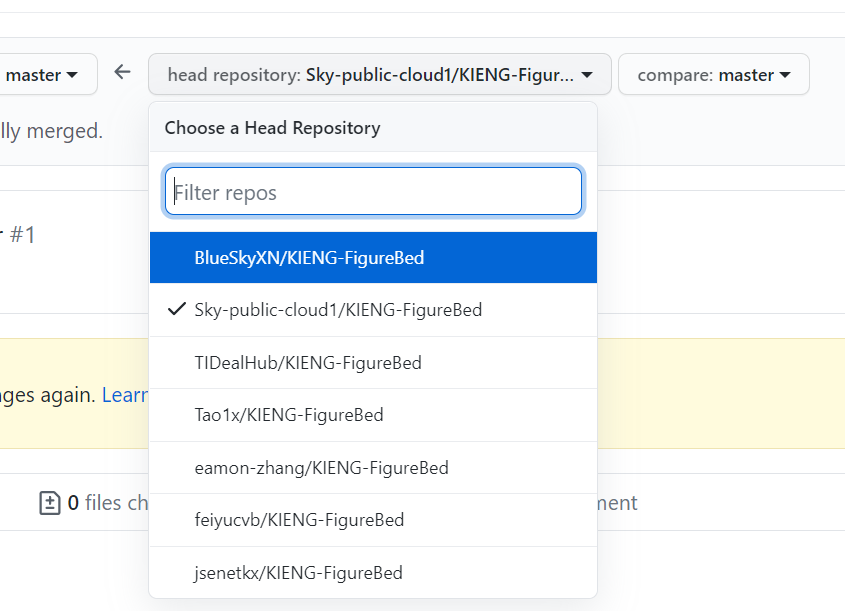 master
head repository: Sky-public-cloud1/KIENG-Figur...
compare: master
Choose a Head Repository
lly merged.
Filter repos
#1
BlueSkyXN/KIENG-FigureBed
Sky-public-cloud1/KIENG-FigureBed
TIDealHub/KIENG-FigureBed
nges again. Learn
Tao1x/KIENG-FigureBed
eamon-zhang/KIENG-FigureBed
0 files ch
ment
feiyucvb/KIENG-FigureBed
jsenetkx/KIENG-FigureBed